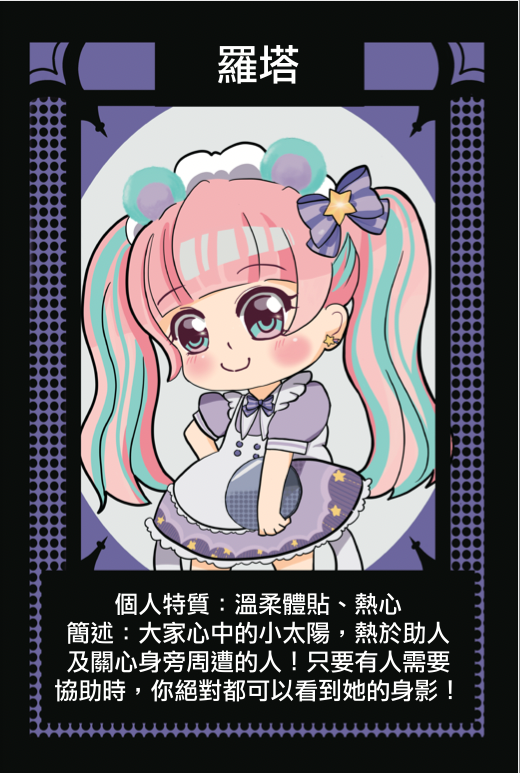 羅塔
個人特質：溫柔體貼、熱心
簡述：大家心中的小太陽，熱於助人
及關心身旁周遭的人！只要有人需要
協助時，你絕對都可以看到她的身影！